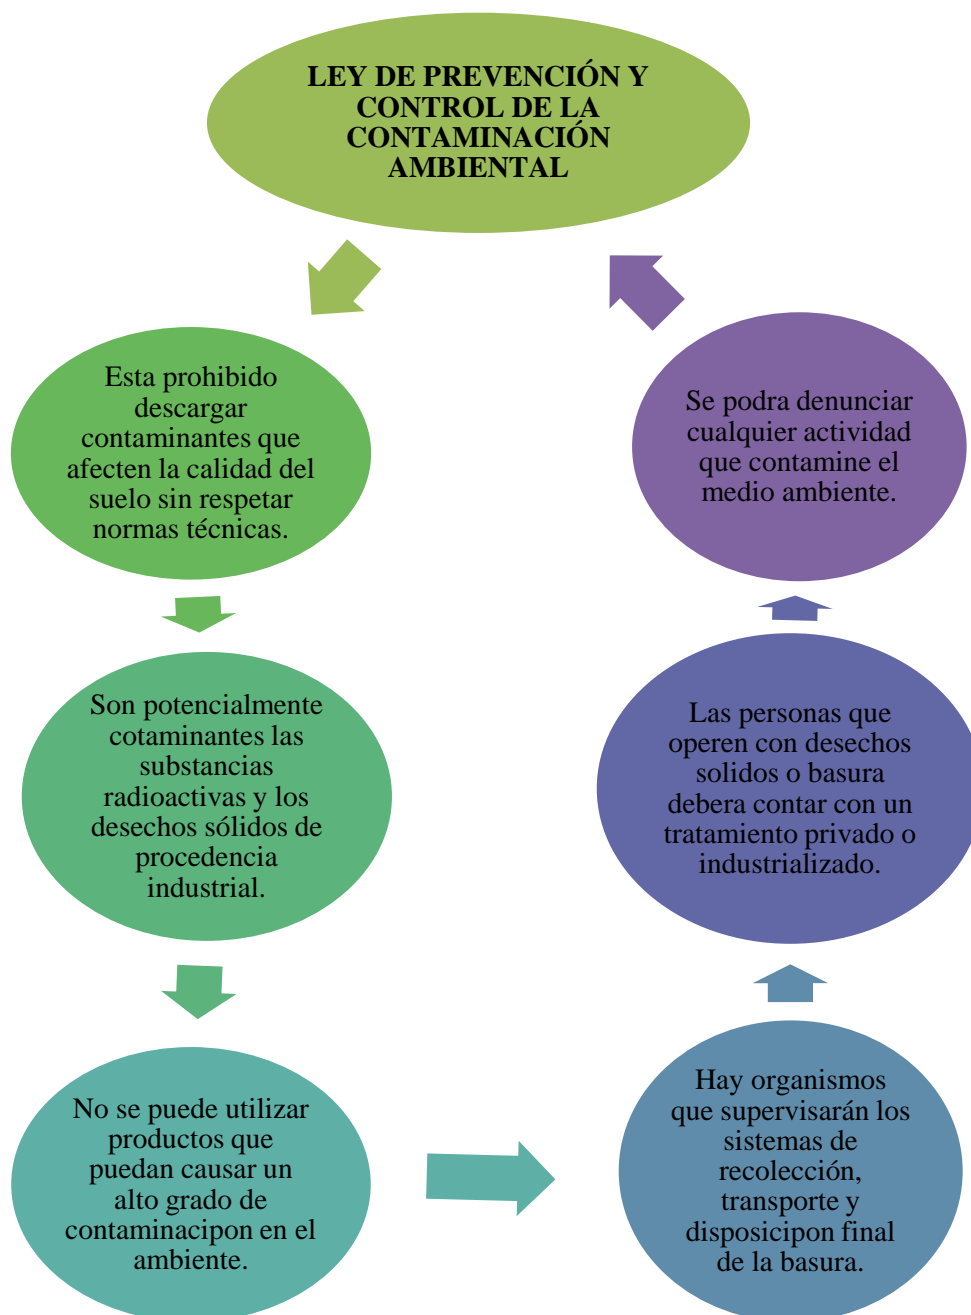 LEY DE PREVENCIÓN Y
CONTROL DE LA
CONTAMINACIÓN
AMBIENTAL
Esta prohibido
descargar
contaminantes que
afecten la calidad del
suelo sin respetar
normas técnicas.
Son potencialmente
cotaminantes las
substancias
radioactivas y los
desechos sólidos de
procedencia
industrial.
No se puede utilizar
productos que
puedan causar un
alto grado de
contaminacipon en el
ambiente.
Hay organismos
que supervisarán los
sistemas de
recolección,
transporte y
disposicipon final
de la basura.
Las personas que
operen con desechos
solidos o basura
debera contar con un
tratamiento privado o
industrializado.
Se podra denunciar
cualquier actividad
que contamine el
medio ambiente.